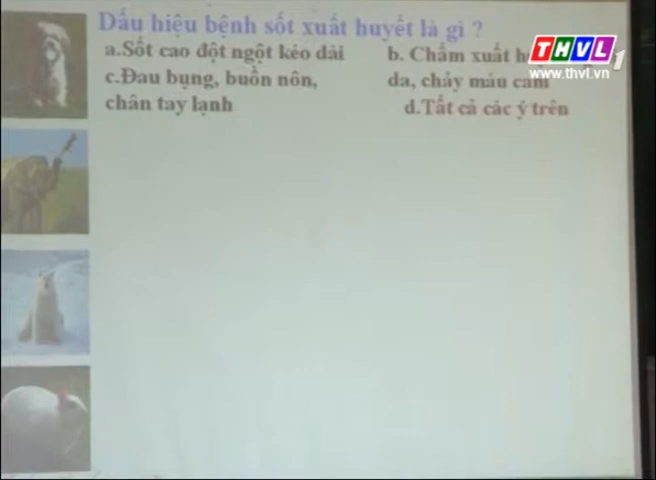 Dấu hiệu bệnh sốt xuất huyết là gì ?
a.Sốt cao đột ngột kéo dài
b. Chấm xuất
c.Đau bụng, buồn nôn,
da, chảy máu cam
chân tay lạnh
d.Tất cả các ý trên
THVL1
www.thvl.vn